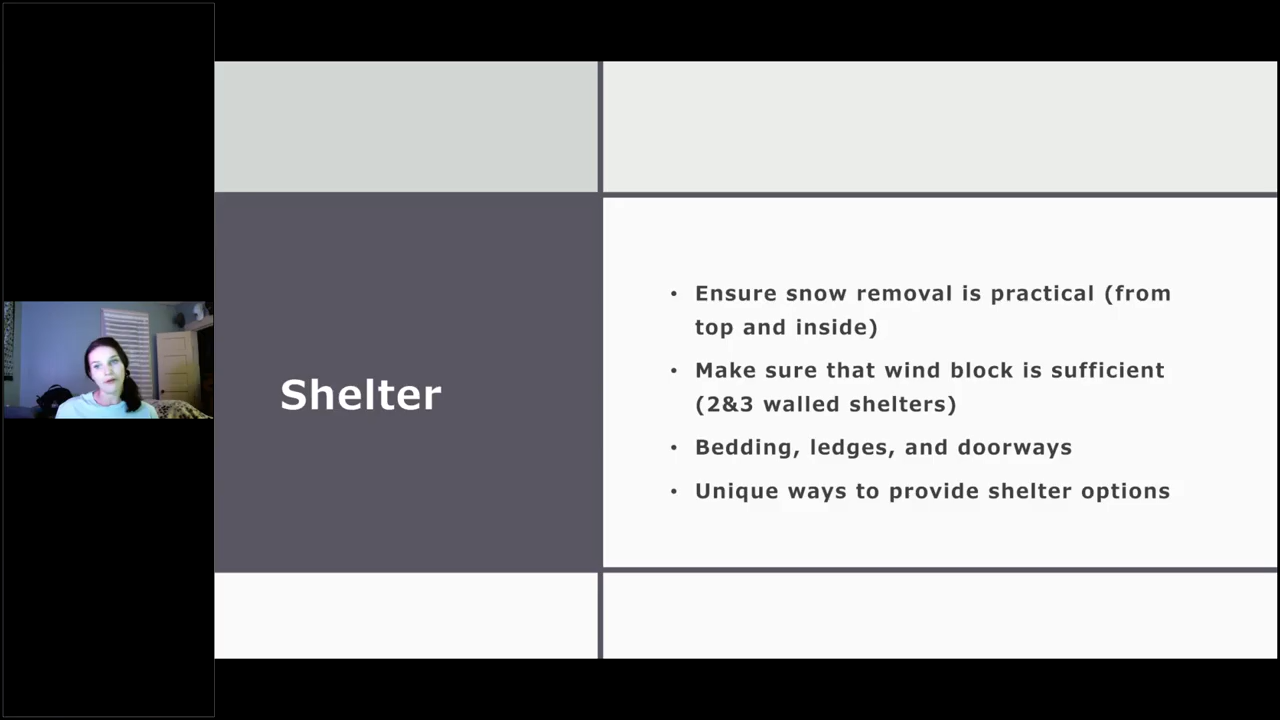 Shelter
• Ensure snow removal is practical (from
top and inside)
• Make sure that wind block is sufficient
(2&3 walled shelters)
• Bedding, ledges, and doorways
• Unique ways to provide shelter options